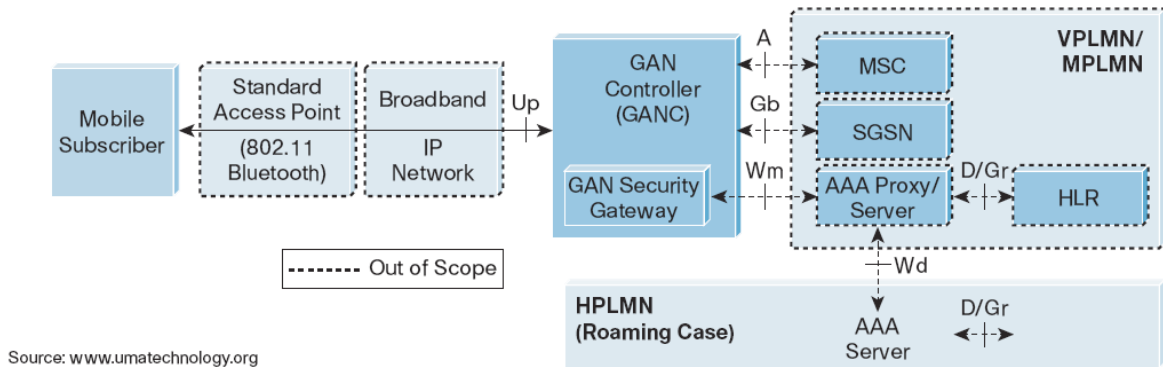 Mobile
Subscriber
Standard
Access Point
(802.11
Bluetooth)
Broadband
IP
Network
Up
GAN
Controller
(GANC)
GAN Security
Gateway
A
Gb
Wm
VPLMN/
MPLMN
MSC
SGSN
AAA Proxy/
Server
D/Gr
HLR
Wd
Out of Scope
HPLMN
(Roaming Case)
AAA
Server
D/Gr
Source: www.umatechnology.org